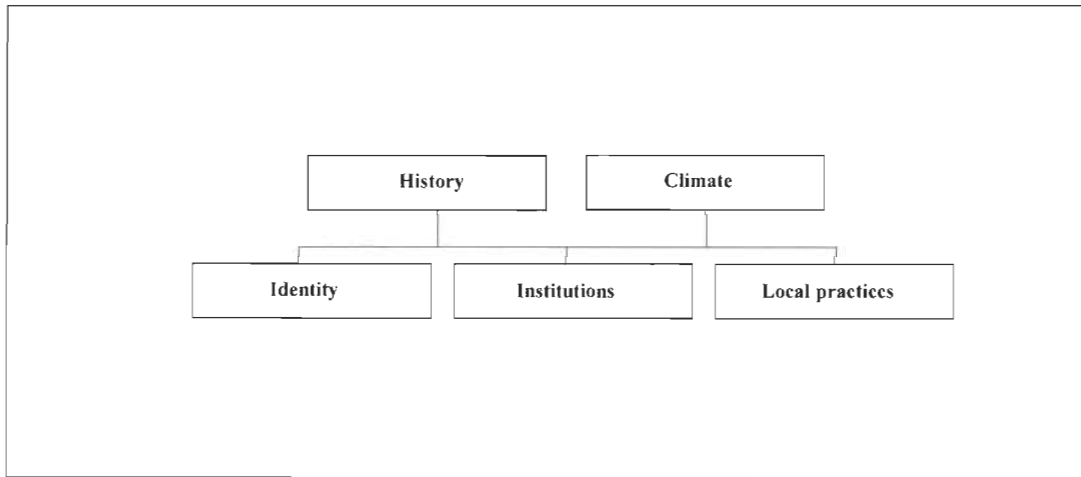 History
Climate
Identity
Institutions
Local practices